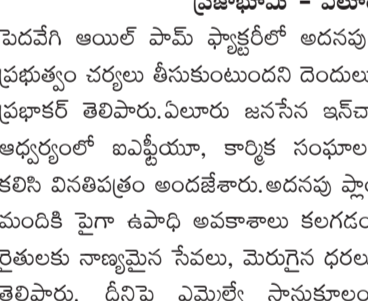 ప్రజాభూమి –
పెదవేగి ఆయిల్ పామ్ ఫ్యాక్టరీలో అదనపు
ప్రభుత్వం చర్యలు తీసుకుంటుందని దెందులు
ప్రభాకర్ తెలిపారు.ఏలూరు జనసేన ఇన్‌చా
ఆధ్వర్యంలో ఐఎఫ్టీయూ, కార్మిక సంఘాల
కలిసి వినతిపత్రం అందజేశారు.అదనపు ప్లా
మందికి పైగా ఉపాధి అవకాశాలు కలగడం
రైతులకు నాణ్యమైన సేవలు, మెరుగైన ధరల
తెలిపారు. దీనిపై ఎమ్మెల్యే సానుకూలం